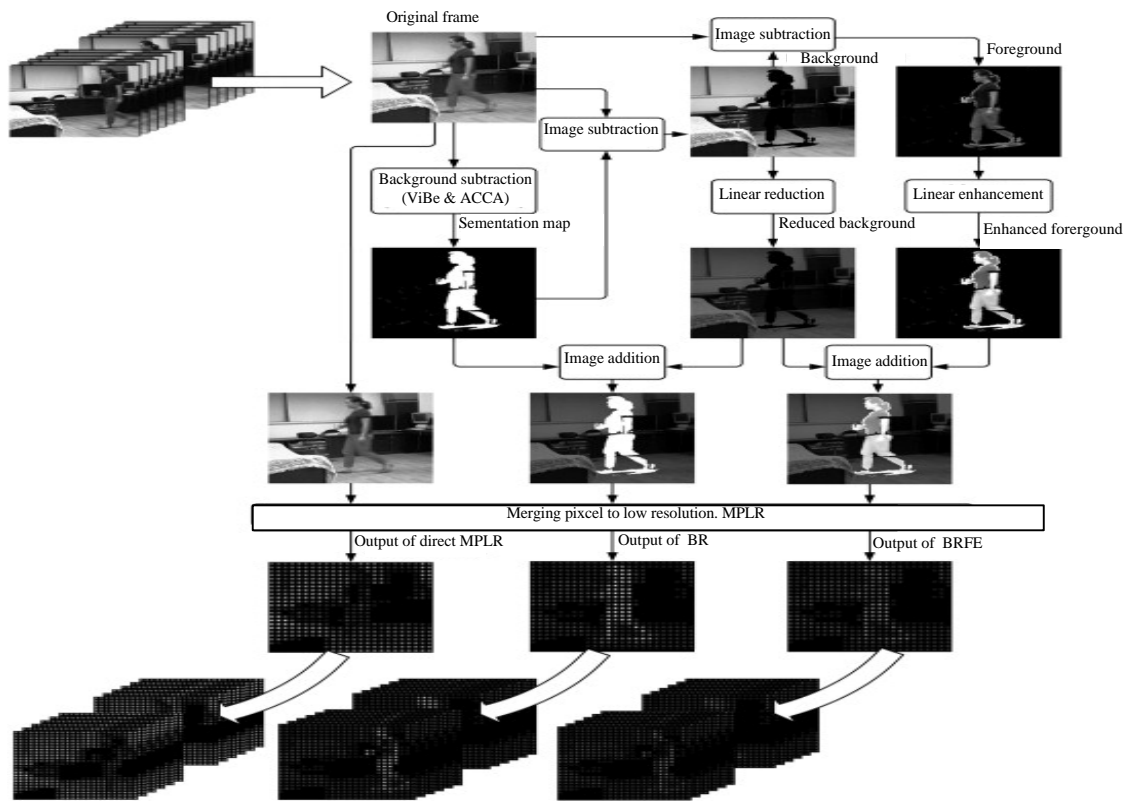 Original frame
Image subtraction
Foreground
Background
Image subtraction
Background subtraction
(ViBe & ACCA)
Linear reduction
Linear enhancement
Sementation map
Reduced background
Enhanced forergound
Image addition
Image addition
Merging pixcel to low resolution. MPLR
Output of direct MPLR
Output of BR
Output of BRFE